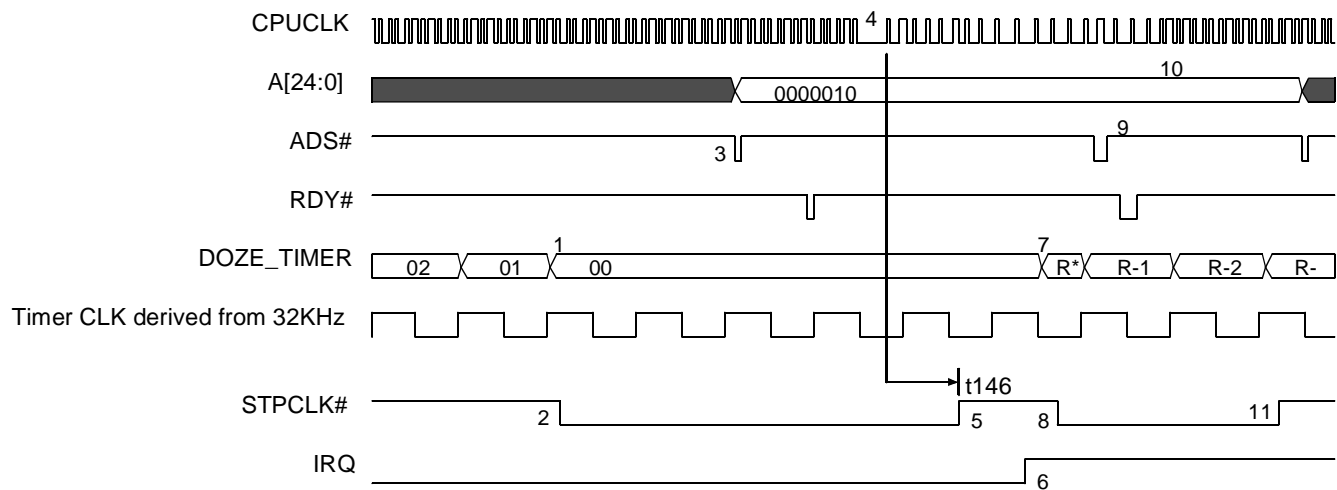 CPUCLK 4
A[24:0] 0000010 10
ADS# 3 9
RDY#
DOZE_TIMER 02 01 1 00 7 R* R-1 R-2 R-
Timer CLK derived from 32KHz
t146
STPCLK# 2 5 8 11
IRQ 6